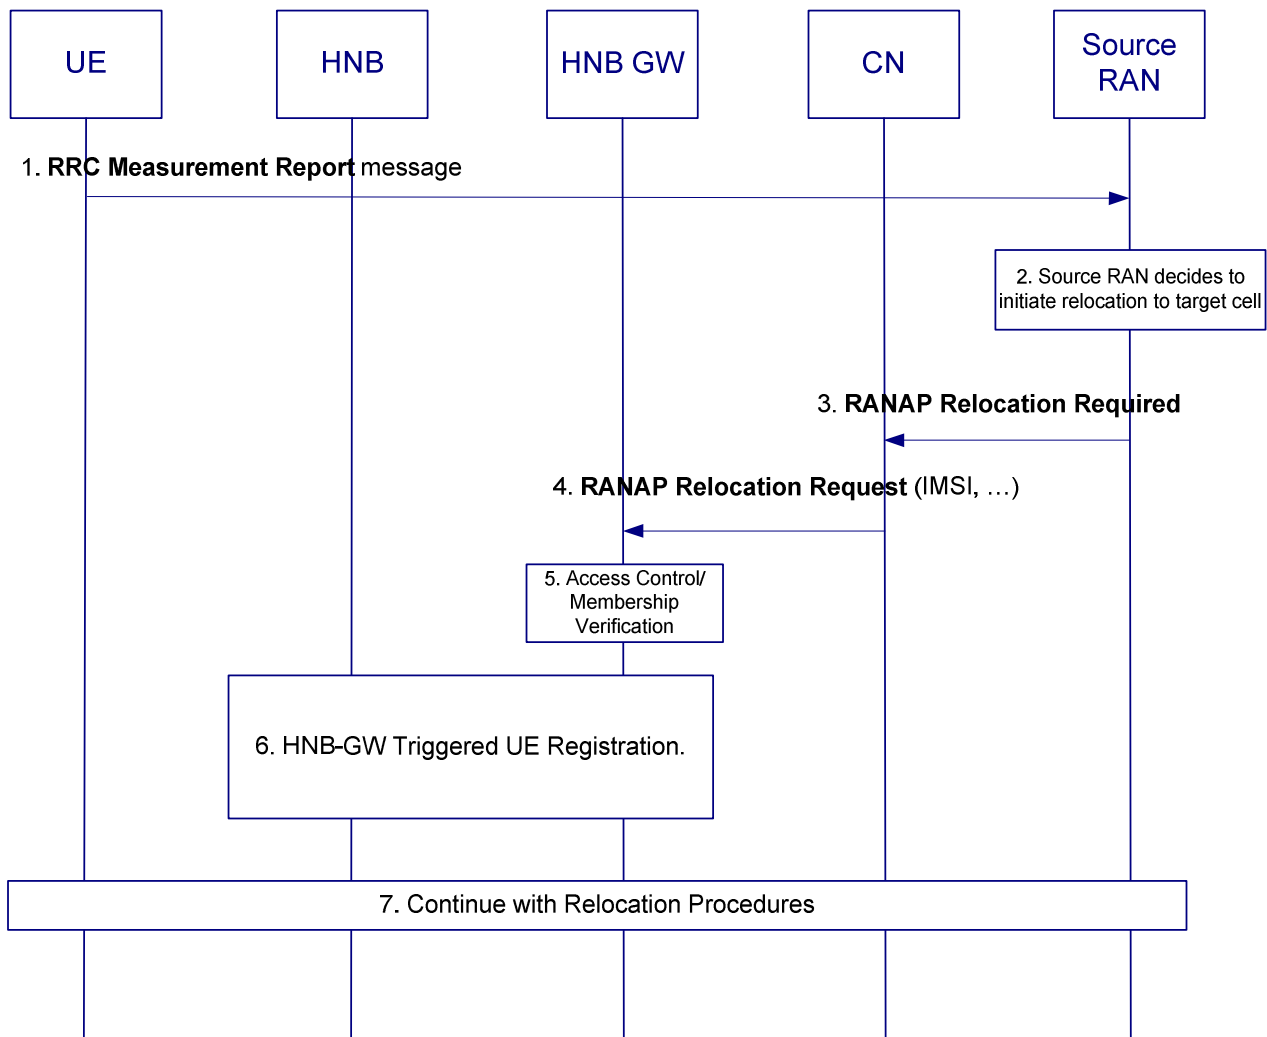 UE
HNB
HNB GW
CN
Source
RAN
1. RRC Measurement Report message
2. Source RAN decides to
initiate relocation to target cell
3. RANAP Relocation Required
4. RANAP Relocation Request (IMSI, …)
5. Access Control/
Membership
Verification
6. HNB-GW Triggered UE Registration.
7. Continue with Relocation Procedures